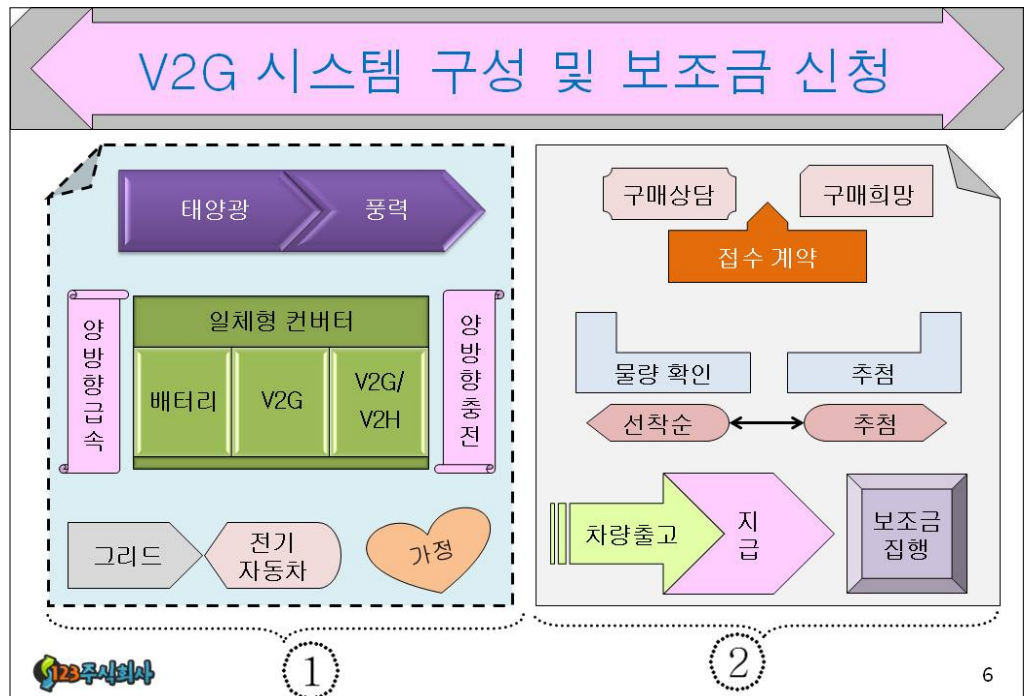 V2G 시스템 구성 및 보조금 신청
태양광
풍력
양방향급속
일체형 컨버터
배터리
V2G
V2G/
V2H
양방향충전
그리드
전기
자동차
가정
1
구매상담
구매희망
접수 계약
물량 확인
추첨
선착순
추첨
차량출고
지급
보조금
집행
2
123주식회사
6